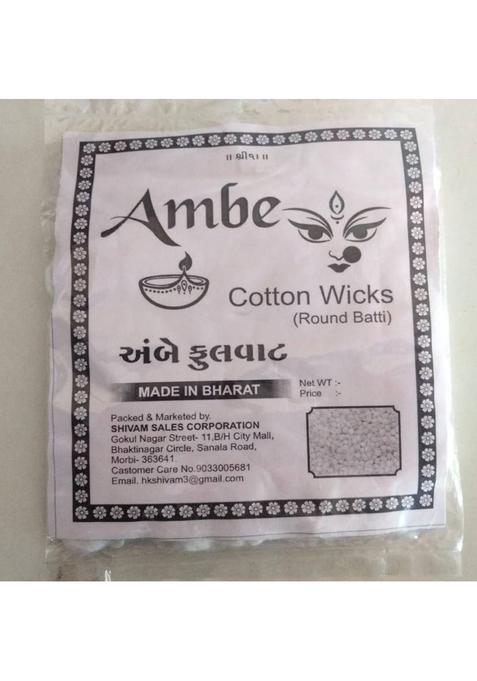 ॥ શ્રી૧ા ॥
Ambe
Cotton Wicks
(Round Batti)
અંબે ફુલવાટ
MADE IN BHARAT
Net WT :-
Price :-
Packed & Marketed by.
SHIVAM SALES CORPORATION
Gokul Nagar Street- 11,B/H City Mall,
Bhaktinagar Circle, Sanala Road,
Morbi- 363641.
Castomer Care No.9033005681
Email. hkshivam3@gmail.com